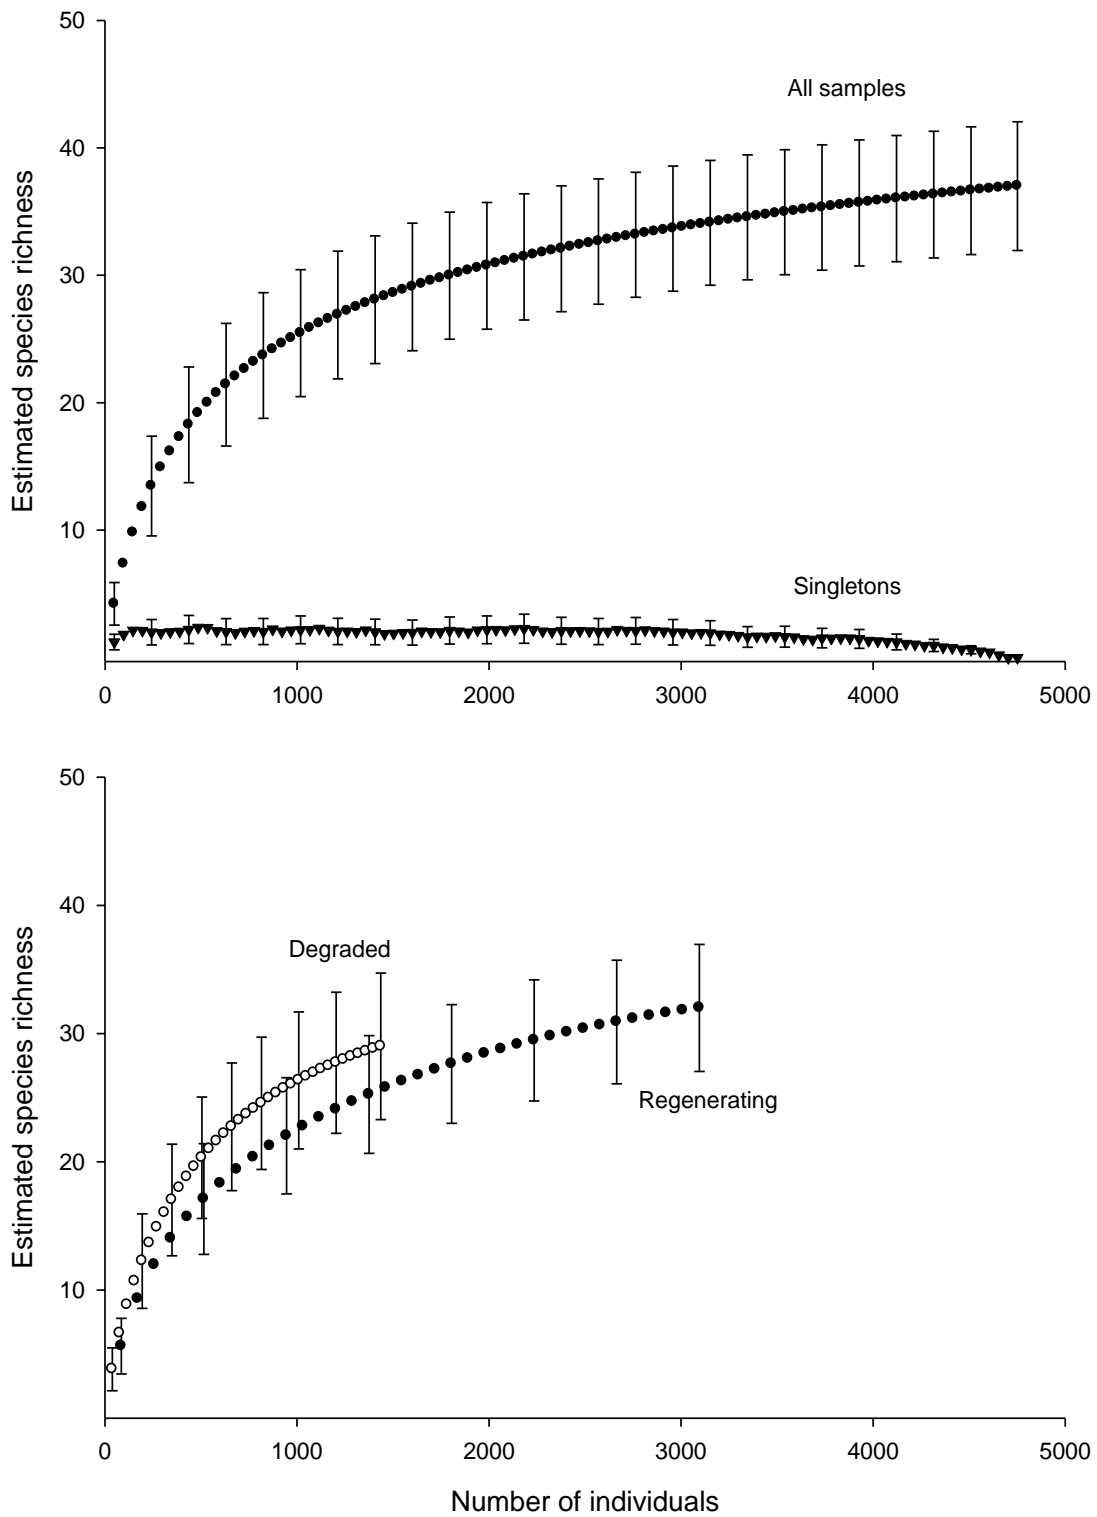 50
All samples
40
30
20
10
Estimated species richness
Singletons
0 1000 2000 3000 4000 5000
50
40
Degraded
30
Regenerating
20
10
Estimated species richness
0 1000 2000 3000 4000 5000
Number of individuals